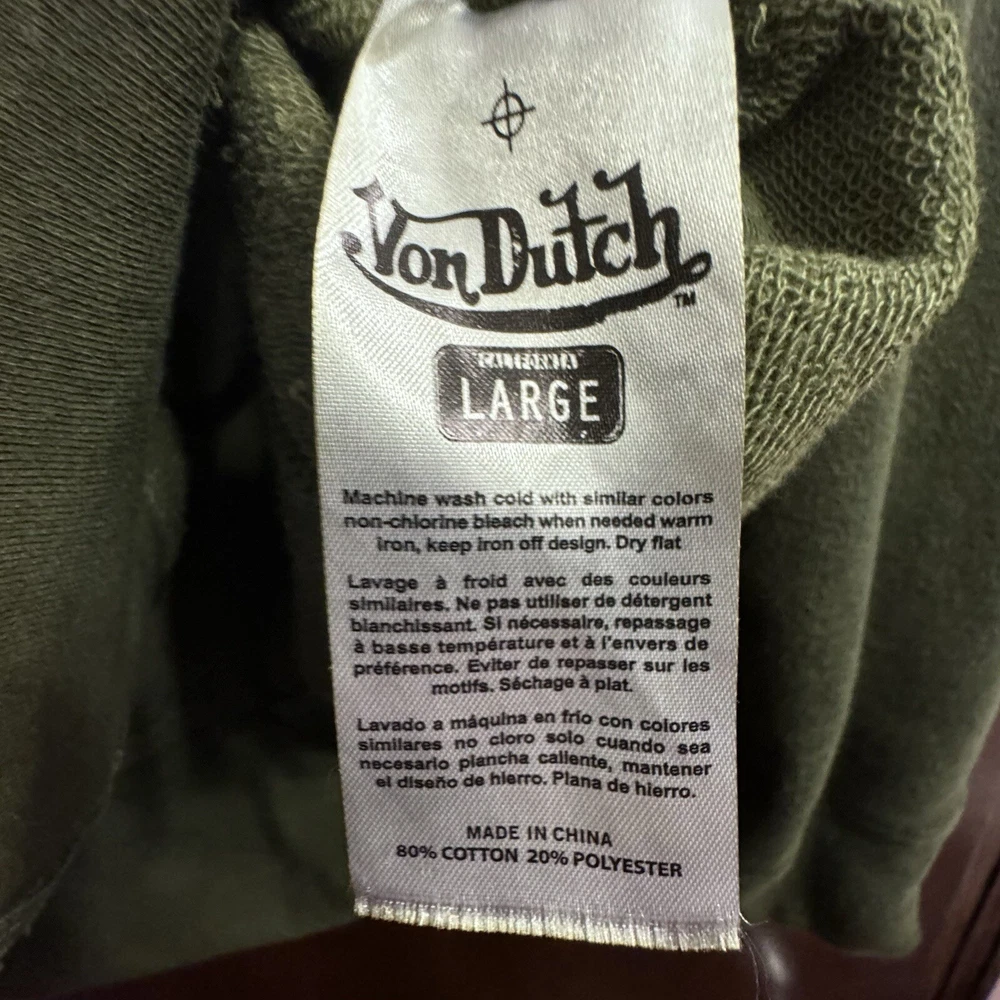 Von Dutch
TM
CALIFORNIA
LARGE
Machine wash cold with similar colors
non-chlorine bleach when needed warm
iron, keep iron off design. Dry flat
Lavage à froid avec des couleurs
similaires. Ne pas utiliser de détergent
blanchissant. Si nécessaire, repassage
à basse température et à l'envers de
préférence. Eviter de repasser sur les
motifs. Séchage à plat.
Lavado a máquina en frío con colores
similares no cloro solo cuando sea
necesario plancha caliente, mantener
el diseño de hierro. Plana de hierro.
MADE IN CHINA
80% COTTON 20% POLYESTER